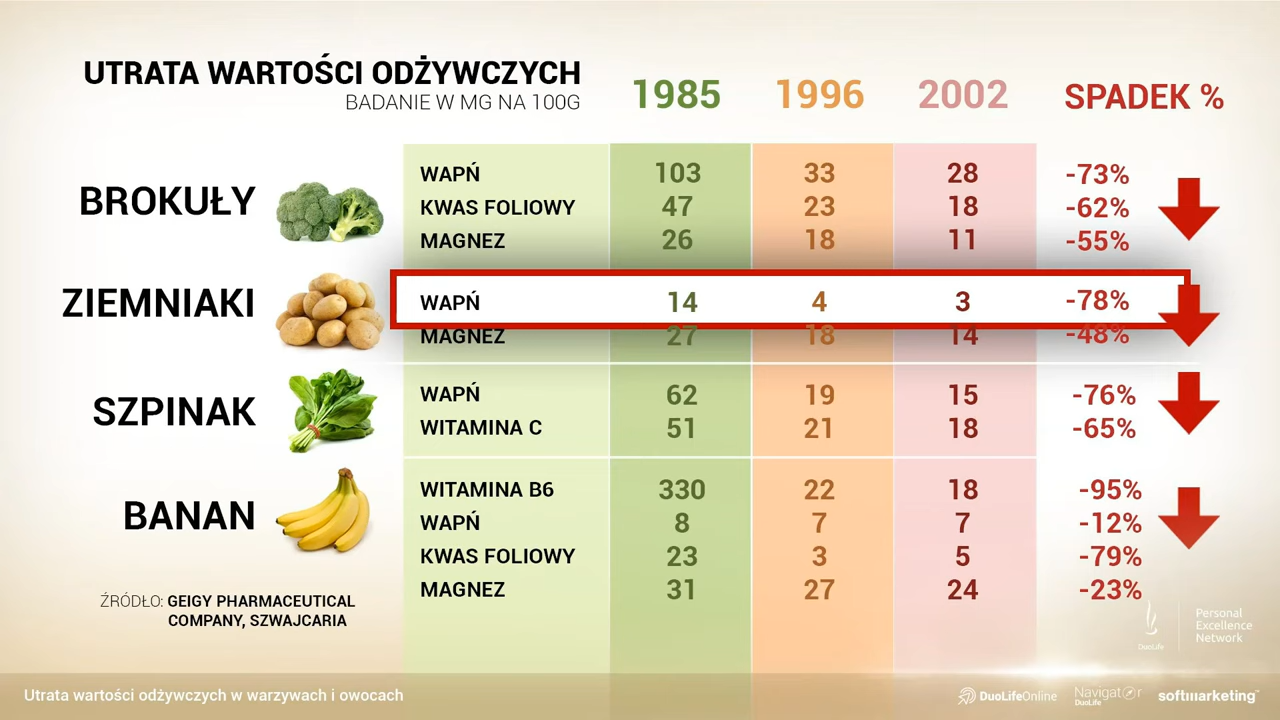 UTRATA WARTOŚCI ODŻYWCZYCH
BADANIE W MG NA 100G
1985 1996 2002 SPADEK %
BROKUŁY
WAPŃ 103 33 28 -73%
KWAS FOLIOWY 47 23 18 -62%
MAGNEZ 26 18 11 -55%
ZIEMNIAKI
WAPŃ 14 4 3 -78%
MAGNEZ 27 18 14 -48%
SZPINAK
WAPŃ 62 19 15 -76%
WITAMINA C 51 21 18 -65%
BANAN
WITAMINA B6 330 22 18 -95%
WAPŃ 8 7 7 -12%
KWAS FOLIOWY 23 3 5 -79%
MAGNEZ 31 27 24 -23%
ŹRÓDŁO: GEIGY PHARMACEUTICAL
COMPANY, SZWAJCARIA
DuoLife
Personal
Excellence
Network
Utrata wartości odżywczych w warzywach i owocach
DuoLifeOnline
Navigator
DuoLife
softmarketing™